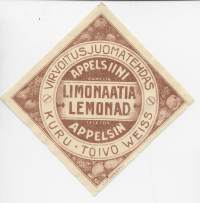 VIRVOITUSJUOMATEHDAS
APPELSIINI
LIMONAATIA
LEMONAD
APPELSIN
KURU · TOIVO WEISS